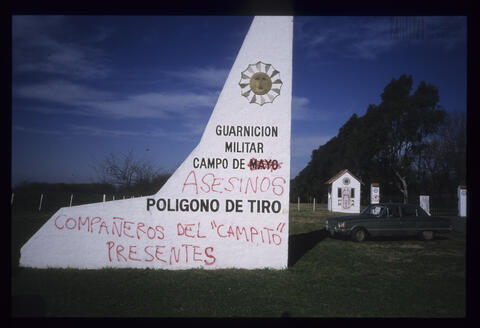 GUARNICION
MILITAR
CAMPO DE MAYO
ASESINOS
POLIGONO DE TIRO
COMPAÑEROS DEL "CAMPITO"
PRESENTES